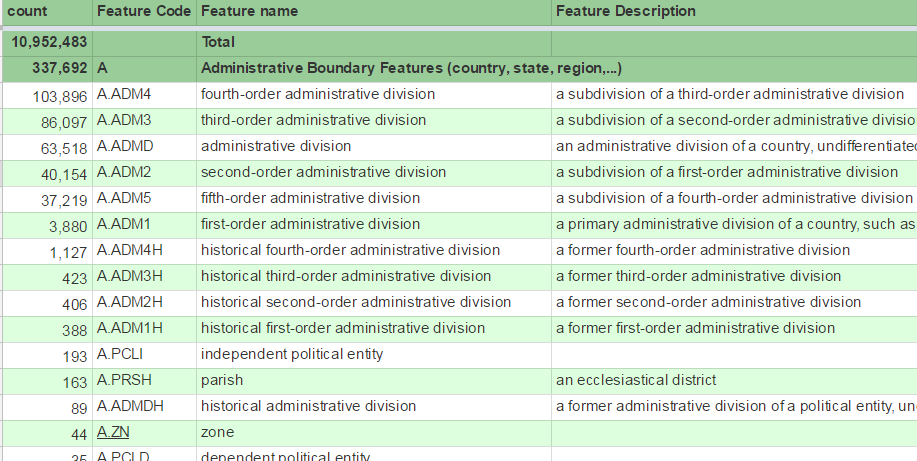 count Feature Code Feature name Feature Description
10,952,483 Total
337,692 A Administrative Boundary Features (country, state, region,...)
103,896 A.ADM4 fourth-order administrative division a subdivision of a third-order administrative division
86,097 A.ADM3 third-order administrative division a subdivision of a second-order administrative divisio
63,518 A.ADMD administrative division an administrative division of a country, undifferentiated
40,154 A.ADM2 second-order administrative division a subdivision of a first-order administrative division
37,219 A.ADM5 fifth-order administrative division a subdivision of a fourth-order administrative division
3,880 A.ADM1 first-order administrative division a primary administrative division of a country, such as
1,127 A.ADM4H historical fourth-order administrative division a former fourth-order administrative division
423 A.ADM3H historical third-order administrative division a former third-order administrative division
406 A.ADM2H historical second-order administrative division a former second-order administrative division
388 A.ADM1H historical first-order administrative division a former first-order administrative division
193 A.PCLI independent political entity
163 A.PRSH parish an ecclesiastical district
89 A.ADMDH historical administrative division a former administrative division of a political entity, un
44 A.ZN zone
35 A.PCLD dependent political entity